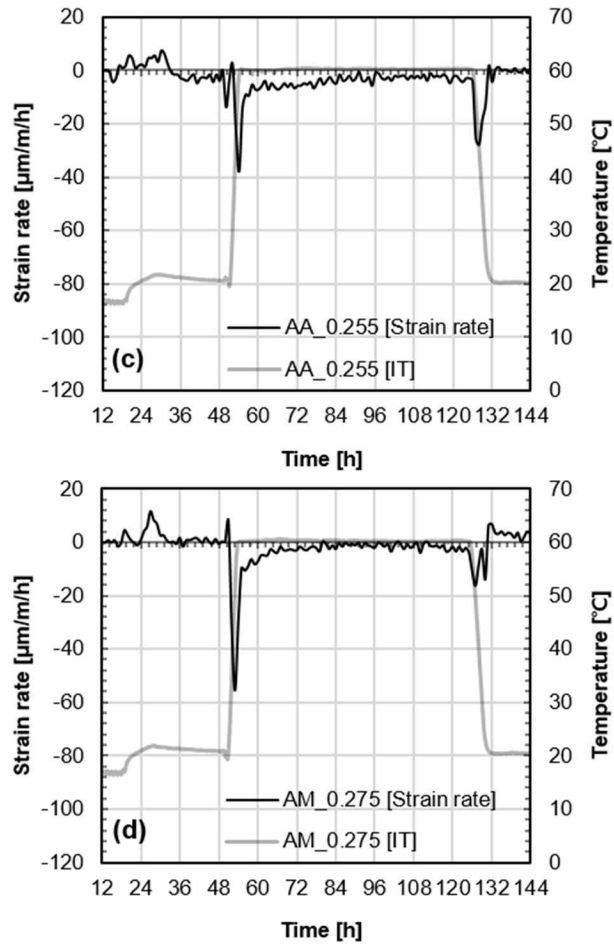 20
0
-20
-40
-60
-80
-100
-120
Strain rate [µm/m/h]
70
60
50
40
30
20
10
0
Temperature [℃]
AA_0.255 [Strain rate]
AA_0.255 [IT]
(c)
12 24 36 48 60 72 84 96 108 120 132 144
Time [h]
20
0
-20
-40
-60
-80
-100
-120
Strain rate [µm/m/h]
70
60
50
40
30
20
10
0
Temperature [℃]
AM_0.275 [Strain rate]
AM_0.275 [IT]
(d)
12 24 36 48 60 72 84 96 108 120 132 144
Time [h]